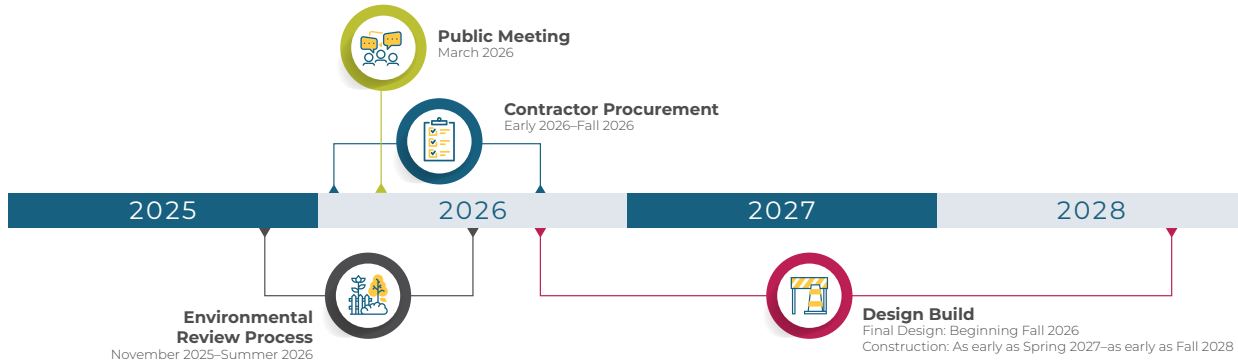 Public Meeting
March 2026
Contractor Procurement
Early 2026–Fall 2026
2025
2026
2027
2028
Environmental
Review Process
November 2025–Summer 2026
Design Build
Final Design: Beginning Fall 2026
Construction: As early as Spring 2027–as early as Fall 2028